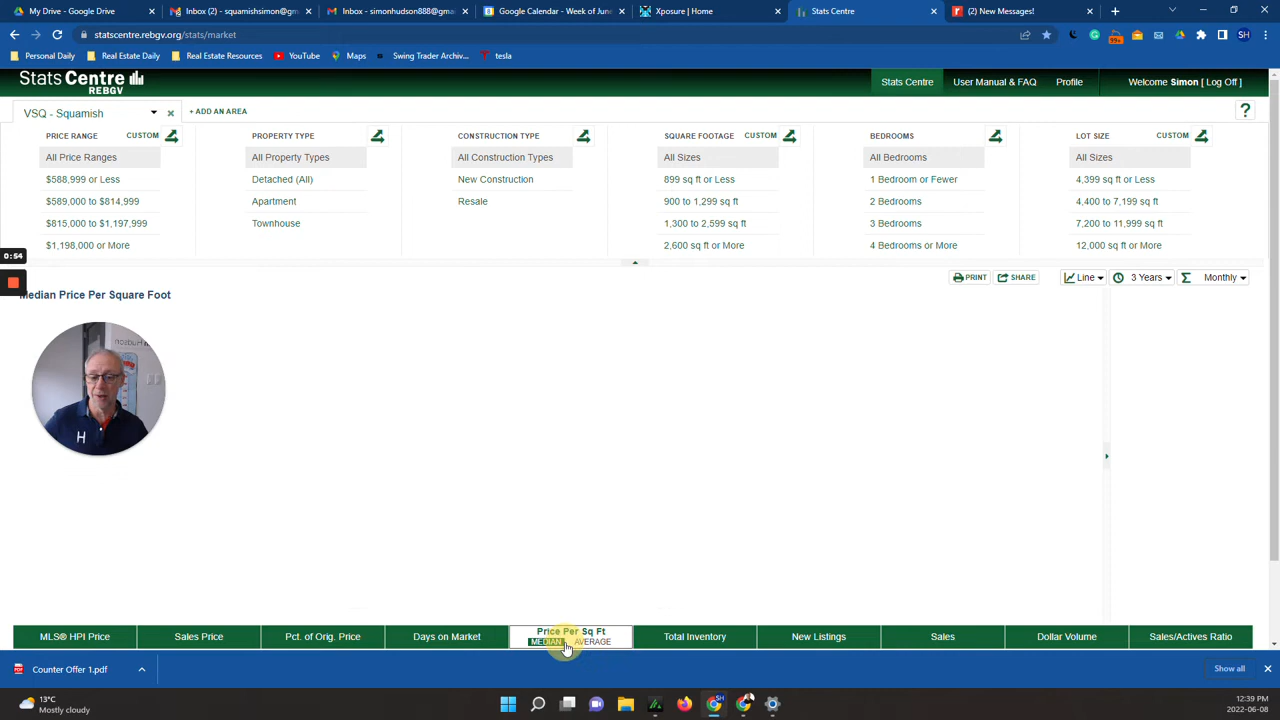 My Drive - Google Drive
Inbox (2) - squamishsimon@gm
Inbox - simonhudson888@gmai
Google Calendar - Week of June
Xposure | Home
Stats Centre
(2) New Messages!
statscentre.rebgv.org/stats/market
SH
Personal Daily
Real Estate Daily
Real Estate Resources
YouTube
Maps
Swing Trader Archiv...
tesla
StatsCentre
REBGV
Stats Centre
User Manual & FAQ
Profile
Welcome Simon [ Log Off ]
VSQ - Squamish
+ ADD AN AREA
?
PRICE RANGE CUSTOM
PROPERTY TYPE
CONSTRUCTION TYPE
SQUARE FOOTAGE CUSTOM
BEDROOMS
LOT SIZE CUSTOM
All Price Ranges
All Property Types
All Construction Types
All Sizes
All Bedrooms
All Sizes
$588,999 or Less
Detached (All)
New Construction
899 sq ft or Less
1 Bedroom or Fewer
4,399 sq ft or Less
$589,000 to $814,999
Apartment
Resale
900 to 1,299 sq ft
2 Bedrooms
4,400 to 7,199 sq ft
$815,000 to $1,197,999
Townhouse
1,300 to 2,599 sq ft
3 Bedrooms
7,200 to 11,999 sq ft
$1,198,000 or More
2,600 sq ft or More
4 Bedrooms or More
12,000 sq ft or More
0:54
PRINT
SHARE
Line
3 Years
Monthly
Median Price Per Square Foot
H
MLS® HPI Price
Sales Price
Pct. of Orig. Price
Days on Market
Price Per Sq Ft
MEDIAN AVERAGE
Total Inventory
New Listings
Sales
Dollar Volume
Sales/Actives Ratio
Counter Offer 1.pdf
Show all
13°C
Mostly cloudy
12:39 PM
2022-06-08